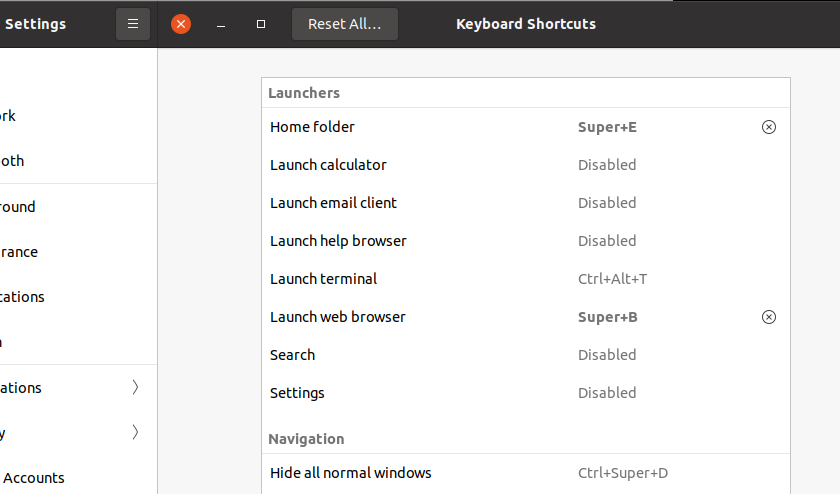 Settings
Reset All...
Keyboard Shortcuts
rk
oth
round
rance
cations
ations
y
Accounts
Launchers
Home folder Super+E
Launch calculator Disabled
Launch email client Disabled
Launch help browser Disabled
Launch terminal Ctrl+Alt+T
Launch web browser Super+B
Search Disabled
Settings Disabled
Navigation
Hide all normal windows Ctrl+Super+D